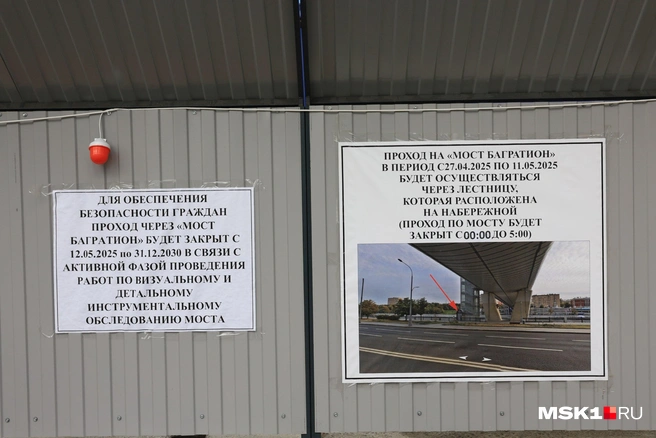 ДЛЯ ОБЕСПЕЧЕНИЯ
БЕЗОПАСНОСТИ ГРАЖДАН
ПРОХОД ЧЕРЕЗ «МОСТ
БАГРАТИОН» БУДЕТ ЗАКРЫТ С
12.05.2025 по 31.12.2030 В СВЯЗИ С
АКТИВНОЙ ФАЗОЙ ПРОВЕДЕНИЯ
РАБОТ ПО ВИЗУАЛЬНОМУ И
ДЕТАЛЬНОМУ
ИНСТРУМЕНТАЛЬНОМУ
ОБСЛЕДОВАНИЮ МОСТА
ПРОХОД НА «МОСТ БАГРАТИОН»
В ПЕРИОД С27.04.2025 ПО 11.05.2025
БУДЕТ ОСУЩЕСТВЛЯТЬСЯ
ЧЕРЕЗ ЛЕСТНИЦУ,
КОТОРАЯ РАСПОЛОЖЕНА
НА НАБЕРЕЖНОЙ
(ПРОХОД ПО МОСТУ БУДЕТ
ЗАКРЫТ С 00:00 ДО 5:00)
MSK1.RU